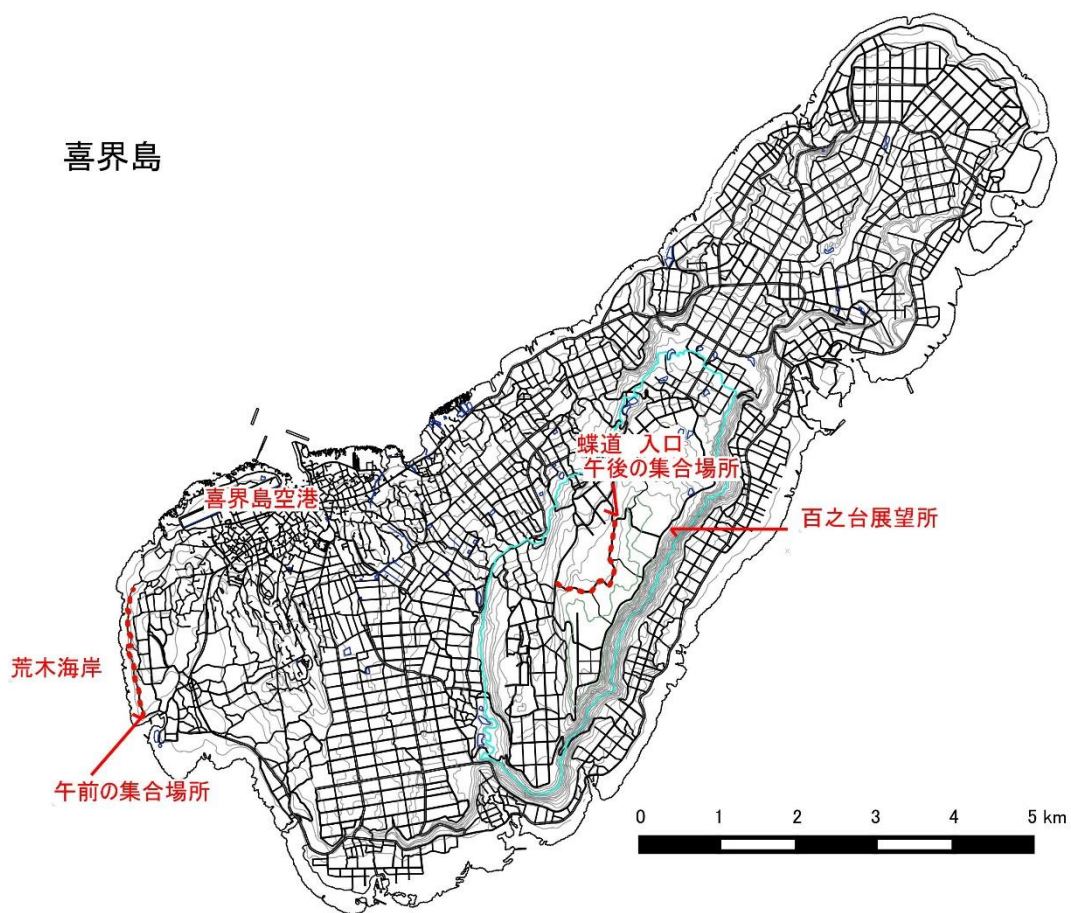 喜界島
蝶道 入口
午後の集合場所
喜界島空港
百之台展望所
荒木海岸
午前の集合場所
0 1 2 3 4 5 km